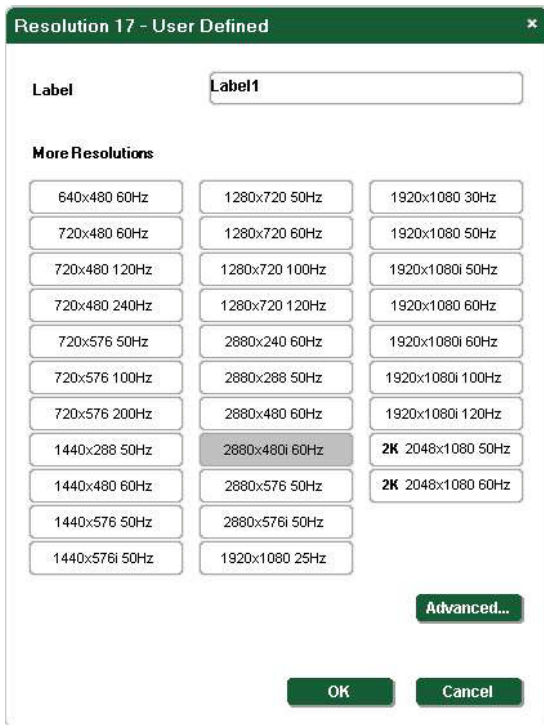 Resolution 17 - User Defined ×
Label Label1
More Resolutions
640x480 60Hz 1280x720 50Hz 1920x1080 30Hz
720x480 60Hz 1280x720 60Hz 1920x1080 50Hz
720x480 120Hz 1280x720 100Hz 1920x1080i 50Hz
720x480 240Hz 1280x720 120Hz 1920x1080 60Hz
720x576 50Hz 2880x240 60Hz 1920x1080i 60Hz
720x576 100Hz 2880x288 50Hz 1920x1080i 100Hz
720x576 200Hz 2880x480 60Hz 1920x1080i 120Hz
1440x288 50Hz 2880x480i 60Hz 2K 2048x1080 50Hz
1440x480 60Hz 2880x576 50Hz 2K 2048x1080 60Hz
1440x576 50Hz 2880x576i 50Hz
1440x576i 50Hz 1920x1080 25Hz
Advanced...
OK Cancel